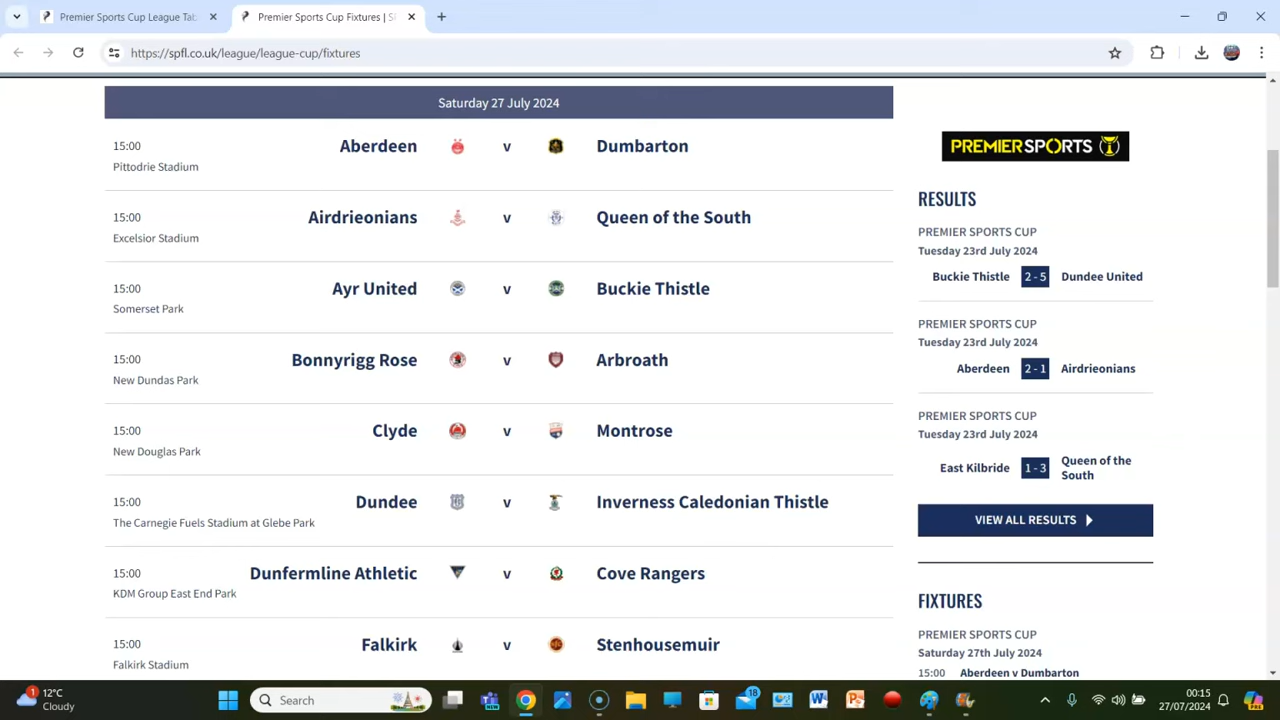 Premier Sports Cup League Tab
Premier Sports Cup Fixtures | S
https://spfl.co.uk/league/league-cup/fixtures
Saturday 27 July 2024
15:00
Aberdeen v Dumbarton
Pittodrie Stadium
15:00
Airdrieonians v Queen of the South
Excelsior Stadium
15:00
Ayr United v Buckie Thistle
Somerset Park
15:00
Bonnyrigg Rose v Arbroath
New Dundas Park
15:00
Clyde v Montrose
New Douglas Park
15:00
Dundee v Inverness Caledonian Thistle
The Carnegie Fuels Stadium at Glebe Park
15:00
Dunfermline Athletic v Cove Rangers
KDM Group East End Park
15:00
Falkirk v Stenhousemuir
Falkirk Stadium
PREMIER SPORTS
RESULTS
PREMIER SPORTS CUP
Tuesday 23rd July 2024
Buckie Thistle 2 - 5 Dundee United
PREMIER SPORTS CUP
Tuesday 23rd July 2024
Aberdeen 2 - 1 Airdrieonians
PREMIER SPORTS CUP
Tuesday 23rd July 2024
East Kilbride 1 - 3 Queen of the
South
VIEW ALL RESULTS
FIXTURES
PREMIER SPORTS CUP
Saturday 27th July 2024
15:00 Aberdeen v Dumbarton
1
12°C
Cloudy
Search
18
00:15
27/07/2024